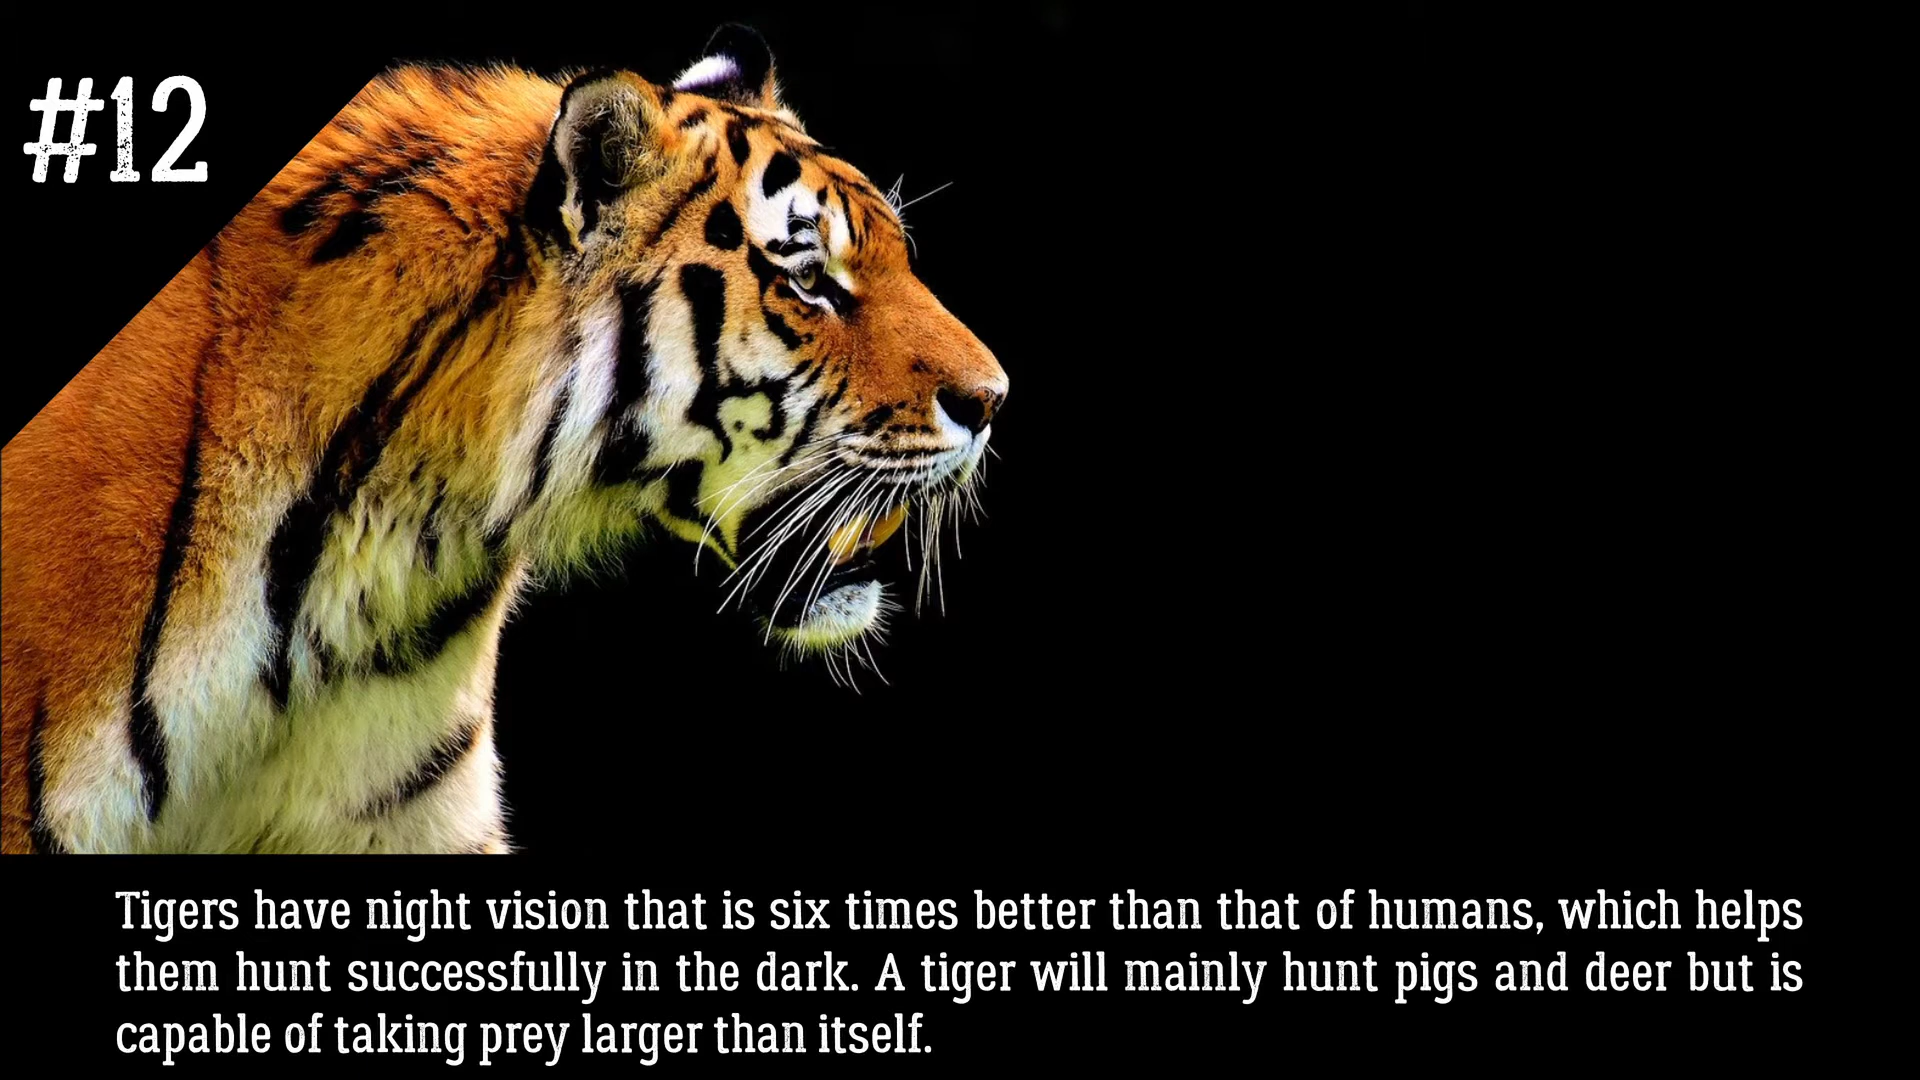 #12
Tigers have night vision that is six times better than that of humans, which helps
them hunt successfully in the dark. A tiger will mainly hunt pigs and deer but is
capable of taking prey larger than itself.